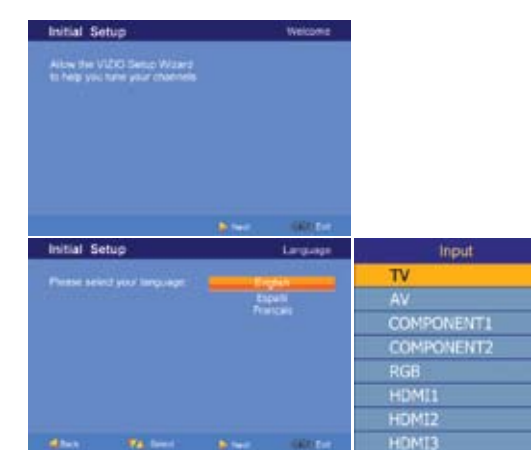 Initial Setup
Welcome
Allow the VIZIO Setup Wizard
to help you tune your channels
Next
Exit
Initial Setup
Language
Please select your language:
English
Español
Français
Back
Select
Next
Exit
Input
TV
AV
COMPONENT1
COMPONENT2
RGB
HDMI1
HDMI2
HDMI3